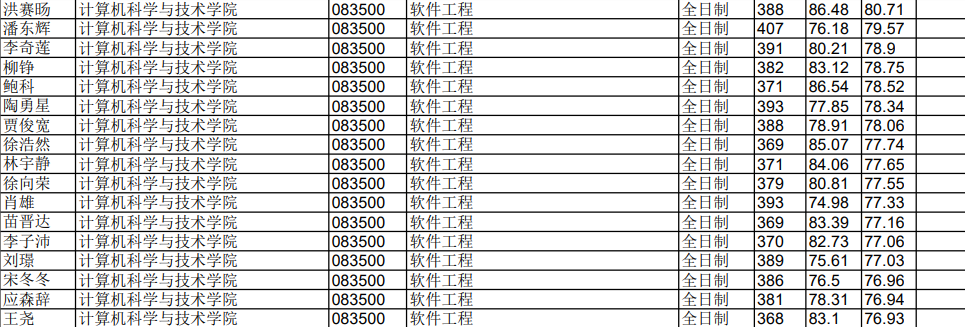 洪赛旸 计算机科学与技术学院 083500 软件工程 全日制 388 86.48 80.71
潘东辉 计算机科学与技术学院 083500 软件工程 全日制 407 76.18 79.57
李奇莲 计算机科学与技术学院 083500 软件工程 全日制 391 80.21 78.9
柳铮 计算机科学与技术学院 083500 软件工程 全日制 382 83.12 78.75
鲍科 计算机科学与技术学院 083500 软件工程 全日制 371 86.54 78.52
陶勇星 计算机科学与技术学院 083500 软件工程 全日制 393 77.85 78.34
贾俊宽 计算机科学与技术学院 083500 软件工程 全日制 388 78.91 78.06
徐浩然 计算机科学与技术学院 083500 软件工程 全日制 369 85.07 77.74
林宇静 计算机科学与技术学院 083500 软件工程 全日制 371 84.06 77.65
徐向荣 计算机科学与技术学院 083500 软件工程 全日制 379 80.81 77.55
肖雄 计算机科学与技术学院 083500 软件工程 全日制 393 74.98 77.33
苗晋达 计算机科学与技术学院 083500 软件工程 全日制 369 83.39 77.16
李子沛 计算机科学与技术学院 083500 软件工程 全日制 370 82.73 77.06
刘璟 计算机科学与技术学院 083500 软件工程 全日制 389 75.61 77.03
宋冬冬 计算机科学与技术学院 083500 软件工程 全日制 386 76.5 76.96
应森辞 计算机科学与技术学院 083500 软件工程 全日制 381 78.31 76.94
王尧 计算机科学与技术学院 083500 软件工程 全日制 368 83.1 76.93